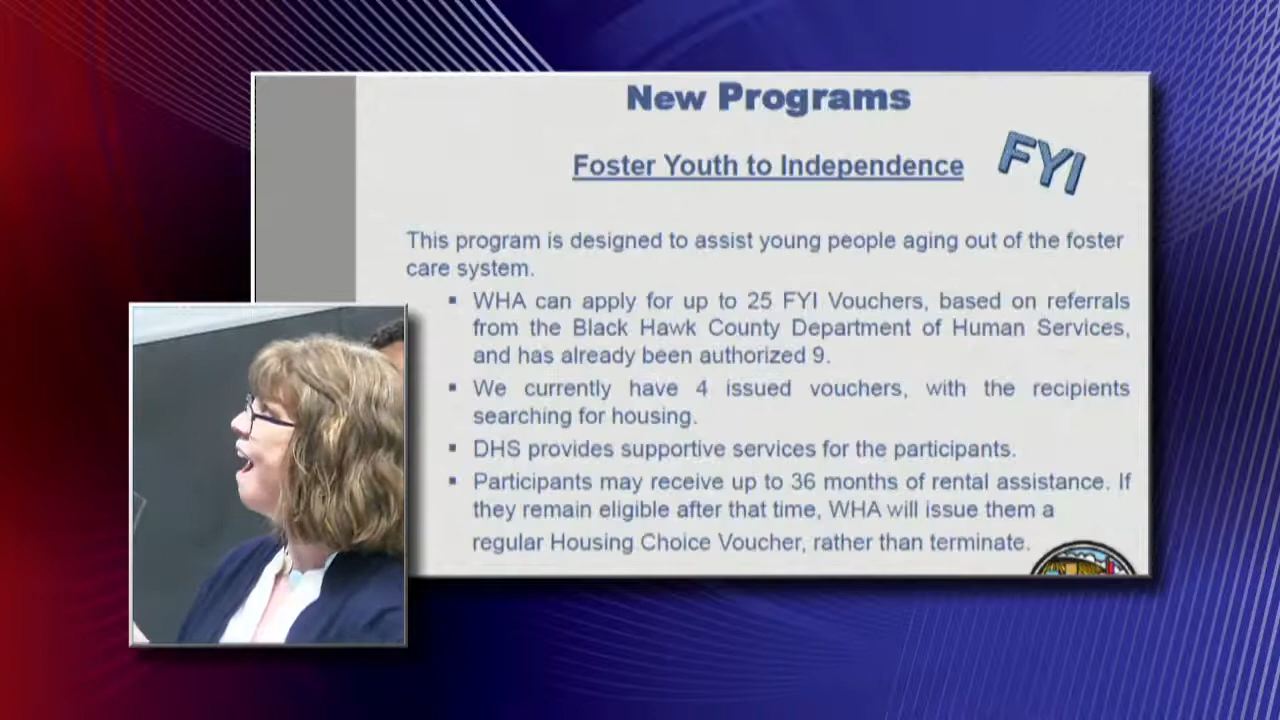 New Programs
Foster Youth to Independence
FYI
This program is designed to assist young people aging out of the foster
care system.
▪ WHA can apply for up to 25 FYI Vouchers, based on referrals
from the Black Hawk County Department of Human Services,
and has already been authorized 9.
▪ We currently have 4 issued vouchers, with the recipients
searching for housing.
▪ DHS provides supportive services for the participants.
▪ Participants may receive up to 36 months of rental assistance. If
they remain eligible after that time, WHA will issue them a
regular Housing Choice Voucher, rather than terminate.